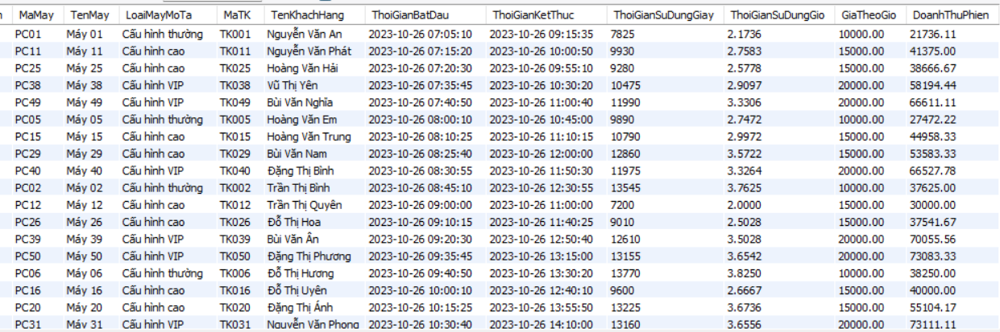 MaMay TenMay LoaiMayMoTa MaTK TenKhachHang ThoiGianBatDau ThoiGianKetThuc ThoiGianSuDungGiay ThoiGianSuDungGio GiaTheoGio DoanhThuPhien
PC01 Máy 01 Cấu hình thường TK001 Nguyễn Văn An 2023-10-26 07:05:10 2023-10-26 09:15:35 7825 2.1736 10000.00 21736.11
PC11 Máy 11 Cấu hình cao TK011 Nguyễn Văn Phát 2023-10-26 07:15:20 2023-10-26 10:00:50 9930 2.7583 15000.00 41375.00
PC25 Máy 25 Cấu hình cao TK025 Hoàng Văn Hải 2023-10-26 07:20:30 2023-10-26 09:55:10 9280 2.5778 15000.00 38666.67
PC38 Máy 38 Cấu hình VIP TK038 Vũ Thị Yên 2023-10-26 07:35:45 2023-10-26 10:30:20 10475 2.9097 20000.00 58194.44
PC49 Máy 49 Cấu hình VIP TK049 Bùi Văn Nghĩa 2023-10-26 07:40:50 2023-10-26 11:00:40 11990 3.3306 20000.00 66611.11
PC05 Máy 05 Cấu hình thường TK005 Hoàng Văn Em 2023-10-26 08:00:10 2023-10-26 10:45:00 9890 2.7472 10000.00 27472.22
PC15 Máy 15 Cấu hình cao TK015 Hoàng Văn Trung 2023-10-26 08:10:25 2023-10-26 11:10:15 10790 2.9972 15000.00 44958.33
PC29 Máy 29 Cấu hình cao TK029 Bùi Văn Nam 2023-10-26 08:25:40 2023-10-26 12:00:00 12860 3.5722 15000.00 53583.33
PC40 Máy 40 Cấu hình VIP TK040 Đặng Thị Bình 2023-10-26 08:30:55 2023-10-26 11:50:30 11975 3.3264 20000.00 66527.78
PC02 Máy 02 Cấu hình thường TK002 Trần Thị Bình 2023-10-26 08:45:10 2023-10-26 12:30:55 13545 3.7625 10000.00 37625.00
PC12 Máy 12 Cấu hình cao TK012 Trần Thị Quyên 2023-10-26 09:00:00 2023-10-26 11:00:00 7200 2.0000 15000.00 30000.00
PC26 Máy 26 Cấu hình cao TK026 Đỗ Thị Hoa 2023-10-26 09:10:15 2023-10-26 11:40:25 9010 2.5028 15000.00 37541.67
PC39 Máy 39 Cấu hình VIP TK039 Bùi Văn Ân 2023-10-26 09:20:30 2023-10-26 12:50:40 12610 3.5028 20000.00 70055.56
PC50 Máy 50 Cấu hình VIP TK050 Đặng Thị Phương 2023-10-26 09:35:45 2023-10-26 13:15:00 13155 3.6542 20000.00 73083.33
PC06 Máy 06 Cấu hình thường TK006 Đỗ Thị Hương 2023-10-26 09:40:50 2023-10-26 13:30:20 13770 3.8250 10000.00 38250.00
PC16 Máy 16 Cấu hình cao TK016 Đỗ Thị Uyên 2023-10-26 10:00:10 2023-10-26 12:40:10 9600 2.6667 15000.00 40000.00
PC20 Máy 20 Cấu hình cao TK020 Đặng Thị Ánh 2023-10-26 10:15:25 2023-10-26 13:55:50 13225 3.6736 15000.00 55104.17
PC31 Máy 31 Cấu hình VIP TK031 Nguyễn Văn Phong 2023-10-26 10:30:40 2023-10-26 14:10:00 13160 3.6556 20000.00 73111.11